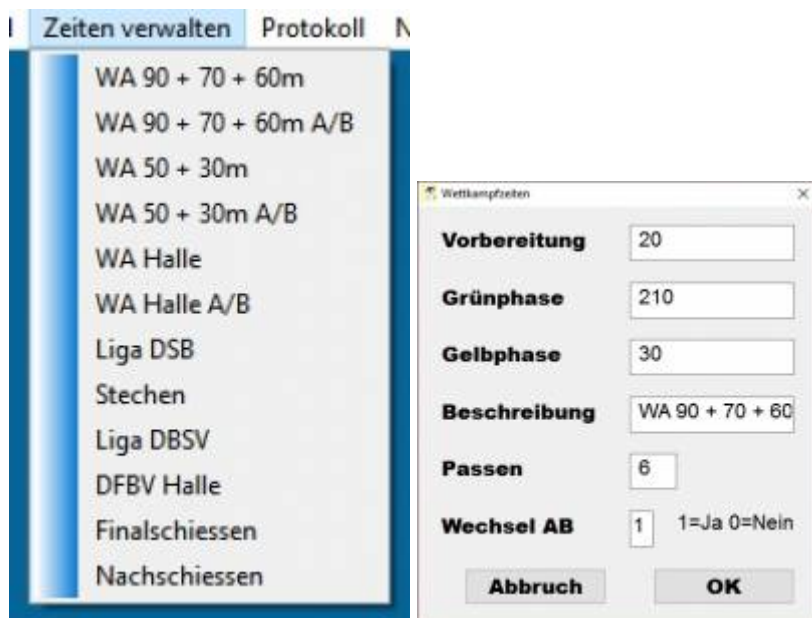 Zeiten verwalten Protokoll
WA 90 + 70 + 60m
WA 90 + 70 + 60m A/B
WA 50 + 30m
WA 50 + 30m A/B
WA Halle
WA Halle A/B
Liga DSB
Stechen
Liga DBSV
DFBV Halle
Finalschiessen
Nachschiessen
Wettkampfzeiten
Vorbereitung 20
Grünphase 210
Gelbphase 30
Beschreibung WA 90 + 70 + 60
Passen 6
Wechsel AB 1 1=Ja 0=Nein
Abbruch OK